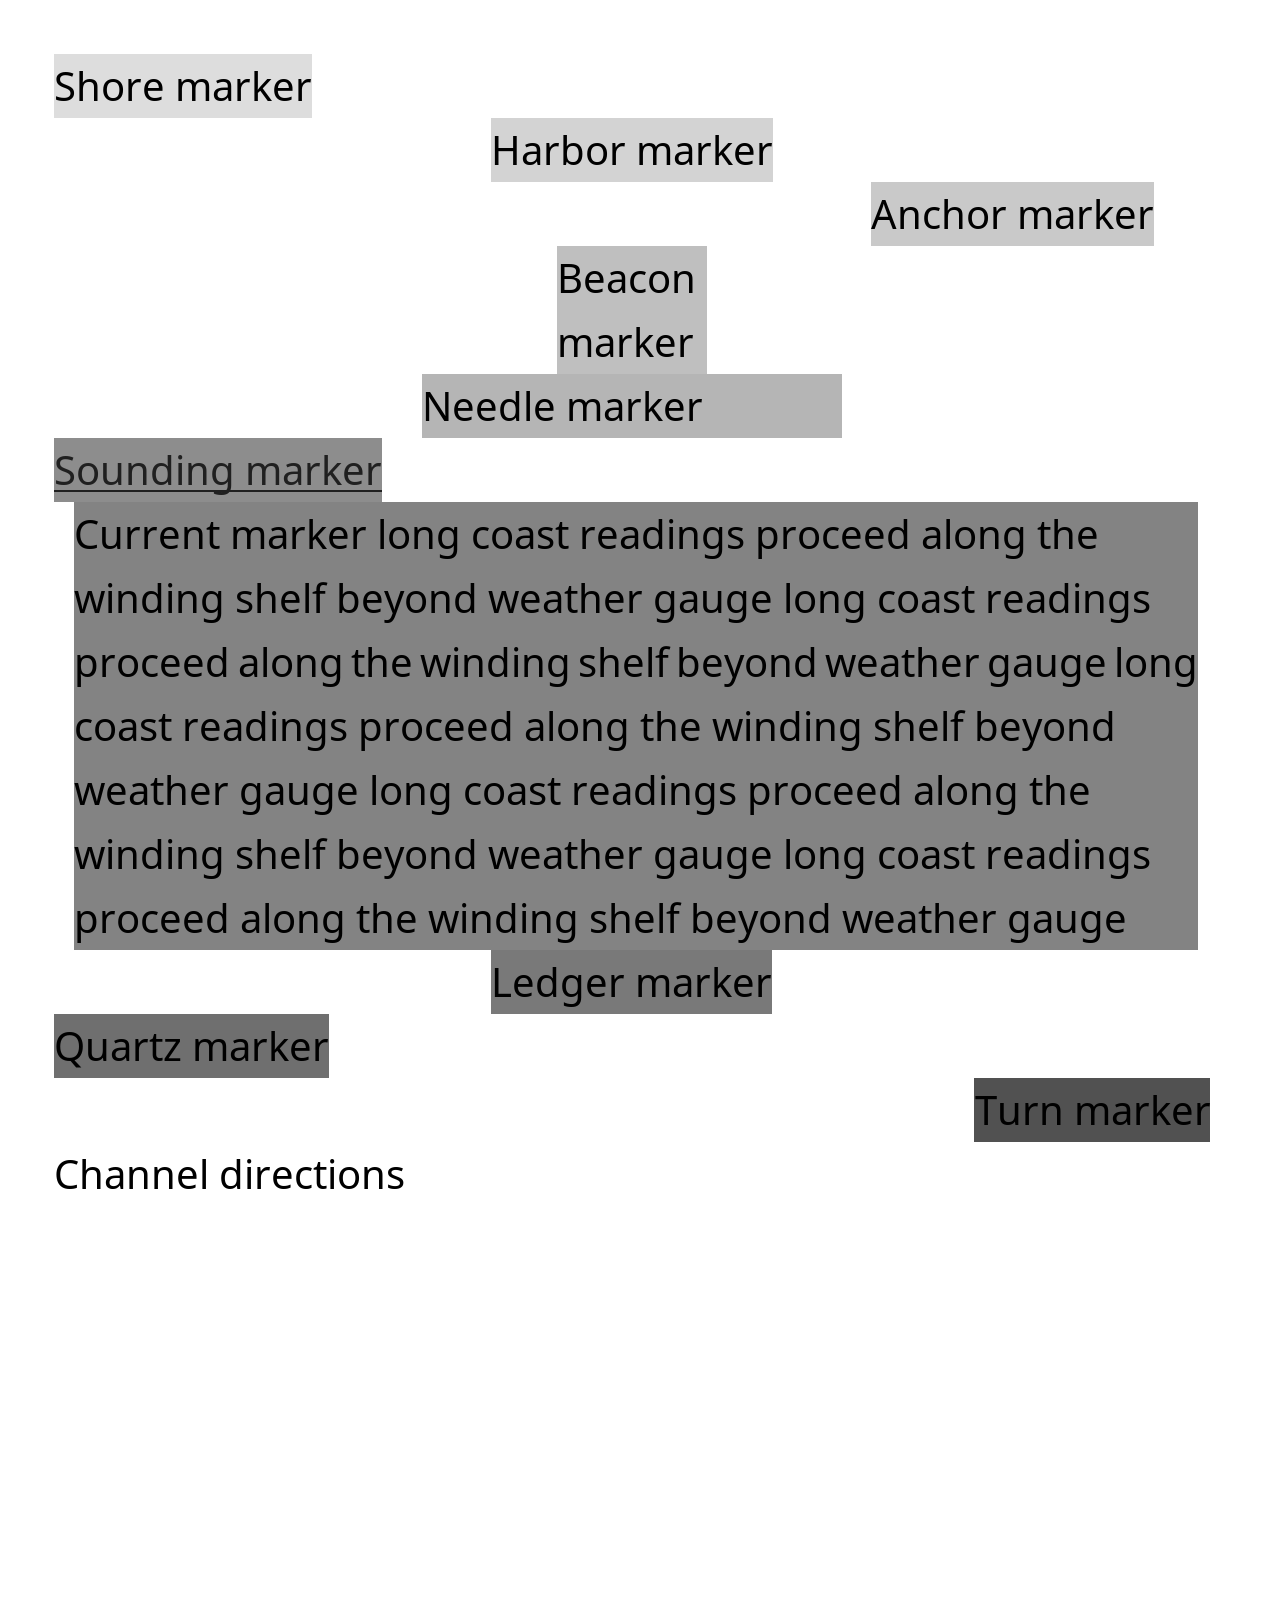 Shore marker
Harbor marker
Anchor marker
Beacon
marker
Needle marker
Sounding marker
Current marker long coast readings proceed along the
winding shelf beyond weather gauge long coast readings
proceed along the winding shelf beyond weather gauge long
coast readings proceed along the winding shelf beyond
weather gauge long coast readings proceed along the
winding shelf beyond weather gauge long coast readings
proceed along the winding shelf beyond weather gauge
Ledger marker
Quartz marker
Turn marker
Channel directions